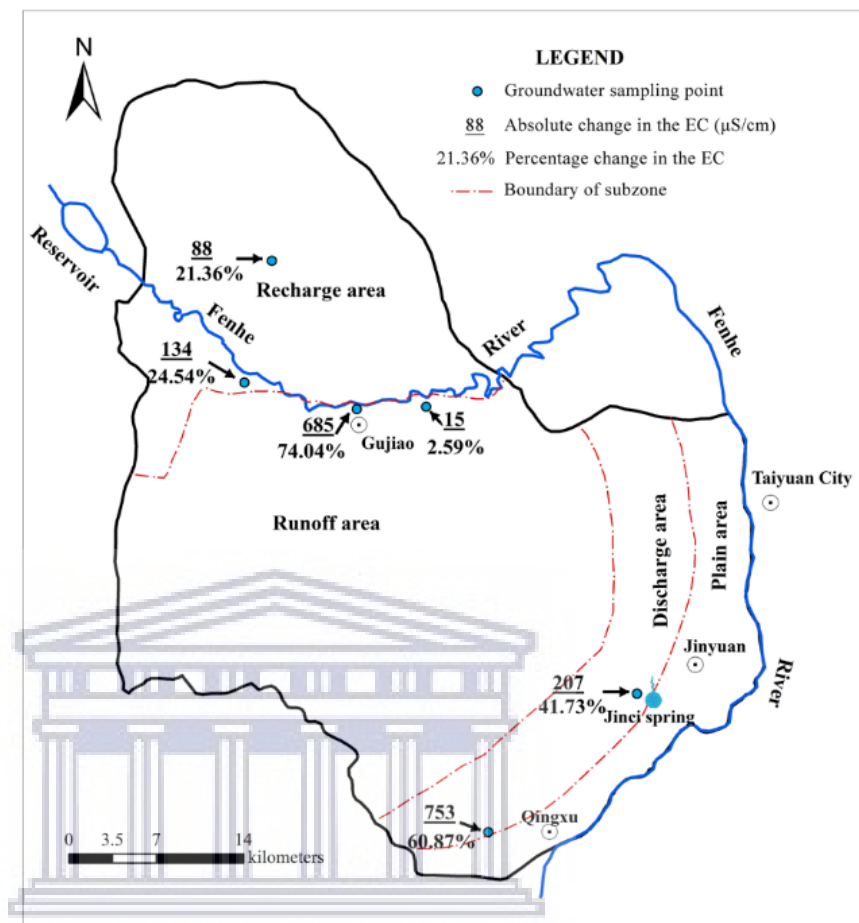 N
LEGEND
Groundwater sampling point
88 Absolute change in the EC (μS/cm)
21.36% Percentage change in the EC
Boundary of subzone
Reservoir
88
21.36%
Recharge area
Fenhe
River
Fenhe
134
24.54%
685
74.04%
Gujiao
15
2.59%
Taiyuan City
Runoff area
Discharge area
Plain area
Jinyuan
River
207
41.73%
Jinci spring
753
60.87%
Qingxu
0 3.5 7 14
kilometers